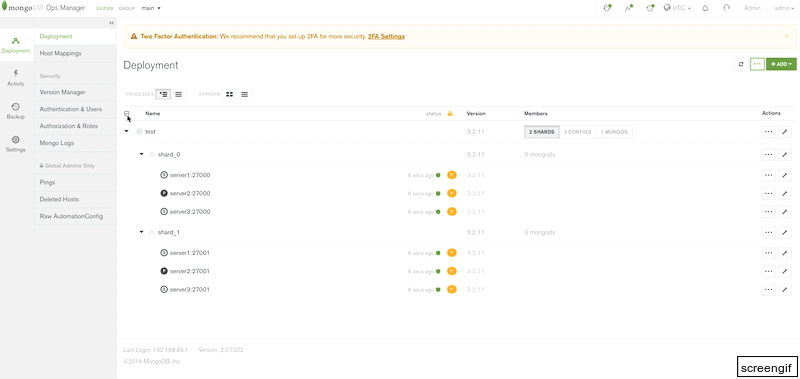 mongoDB Ops Manager
GROUP
main
UTC
Admin
admin
Deployment
Activity
Backup
Settings
Deployment
Host Mappings
Security
Version Manager
Authentication & Users
Authorization & Roles
Mongo Logs
Global Admins Only
Pings
Deleted Hosts
Raw AutomationConfig
Two Factor Authentication: We recommend that you set up 2FA for more security. 2FA Settings
Deployment
+ ADD
PROCESSES:
SERVERS:
Name status Version Members Actions
test 3.2.11 2 SHARDS 3 CONFIGS 1 MONGOS
shard_0 3.2.11 3 mongods
S server1:27000 6 secs ago 3.2.11
P server2:27000 6 secs ago 3.2.11
S server3:27000 6 secs ago 3.2.11
shard_1 3.2.11 3 mongods
S server1:27001 6 secs ago 3.2.11
P server2:27001 6 secs ago 3.2.11
S server3:27001 6 secs ago 3.2.11
Last Login: 192.168.59.1 Version: 2.0.7.372
©2016 MongoDB, Inc.
screengif